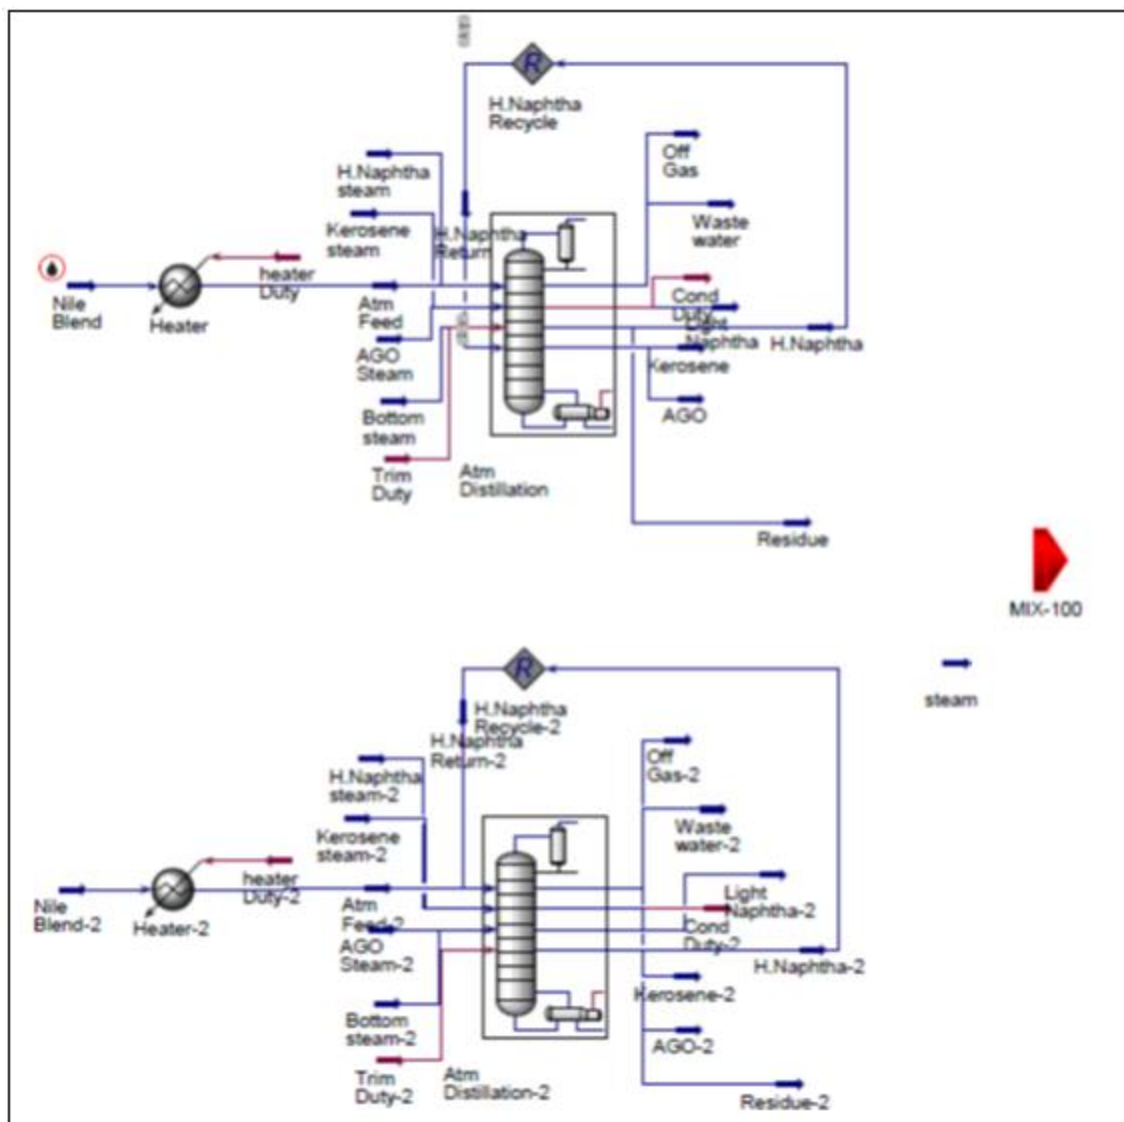 R
H.Naphtha
Recycle
Off
Gas
H.Naphtha
steam
Kerosene
steam
H.Naphtha
Return
Waste
water
heater
Duty
Nile
Blend
Heater
Atm
Feed
Cond
Duty
Light
Naphtha
H.Naphtha
AGO
Steam
Kerosene
Bottom
steam
AGO
Trim
Duty
Atm
Distillation
Residue
MIX-100
R
steam
H.Naphtha
Recycle-2
H.Naphtha
Return-2
Off
Gas-2
H.Naphtha
steam-2
Kerosene
steam-2
Waste
water-2
heater
Duty-2
Nile
Blend-2
Heater-2
Atm
Feed-2
Light
Naphtha-2
Cond
Duty-2
AGO
Steam-2
H.Naphtha-2
Kerosene-2
Bottom
steam-2
AGO-2
Trim
Duty-2
Atm
Distillation-2
Residue-2